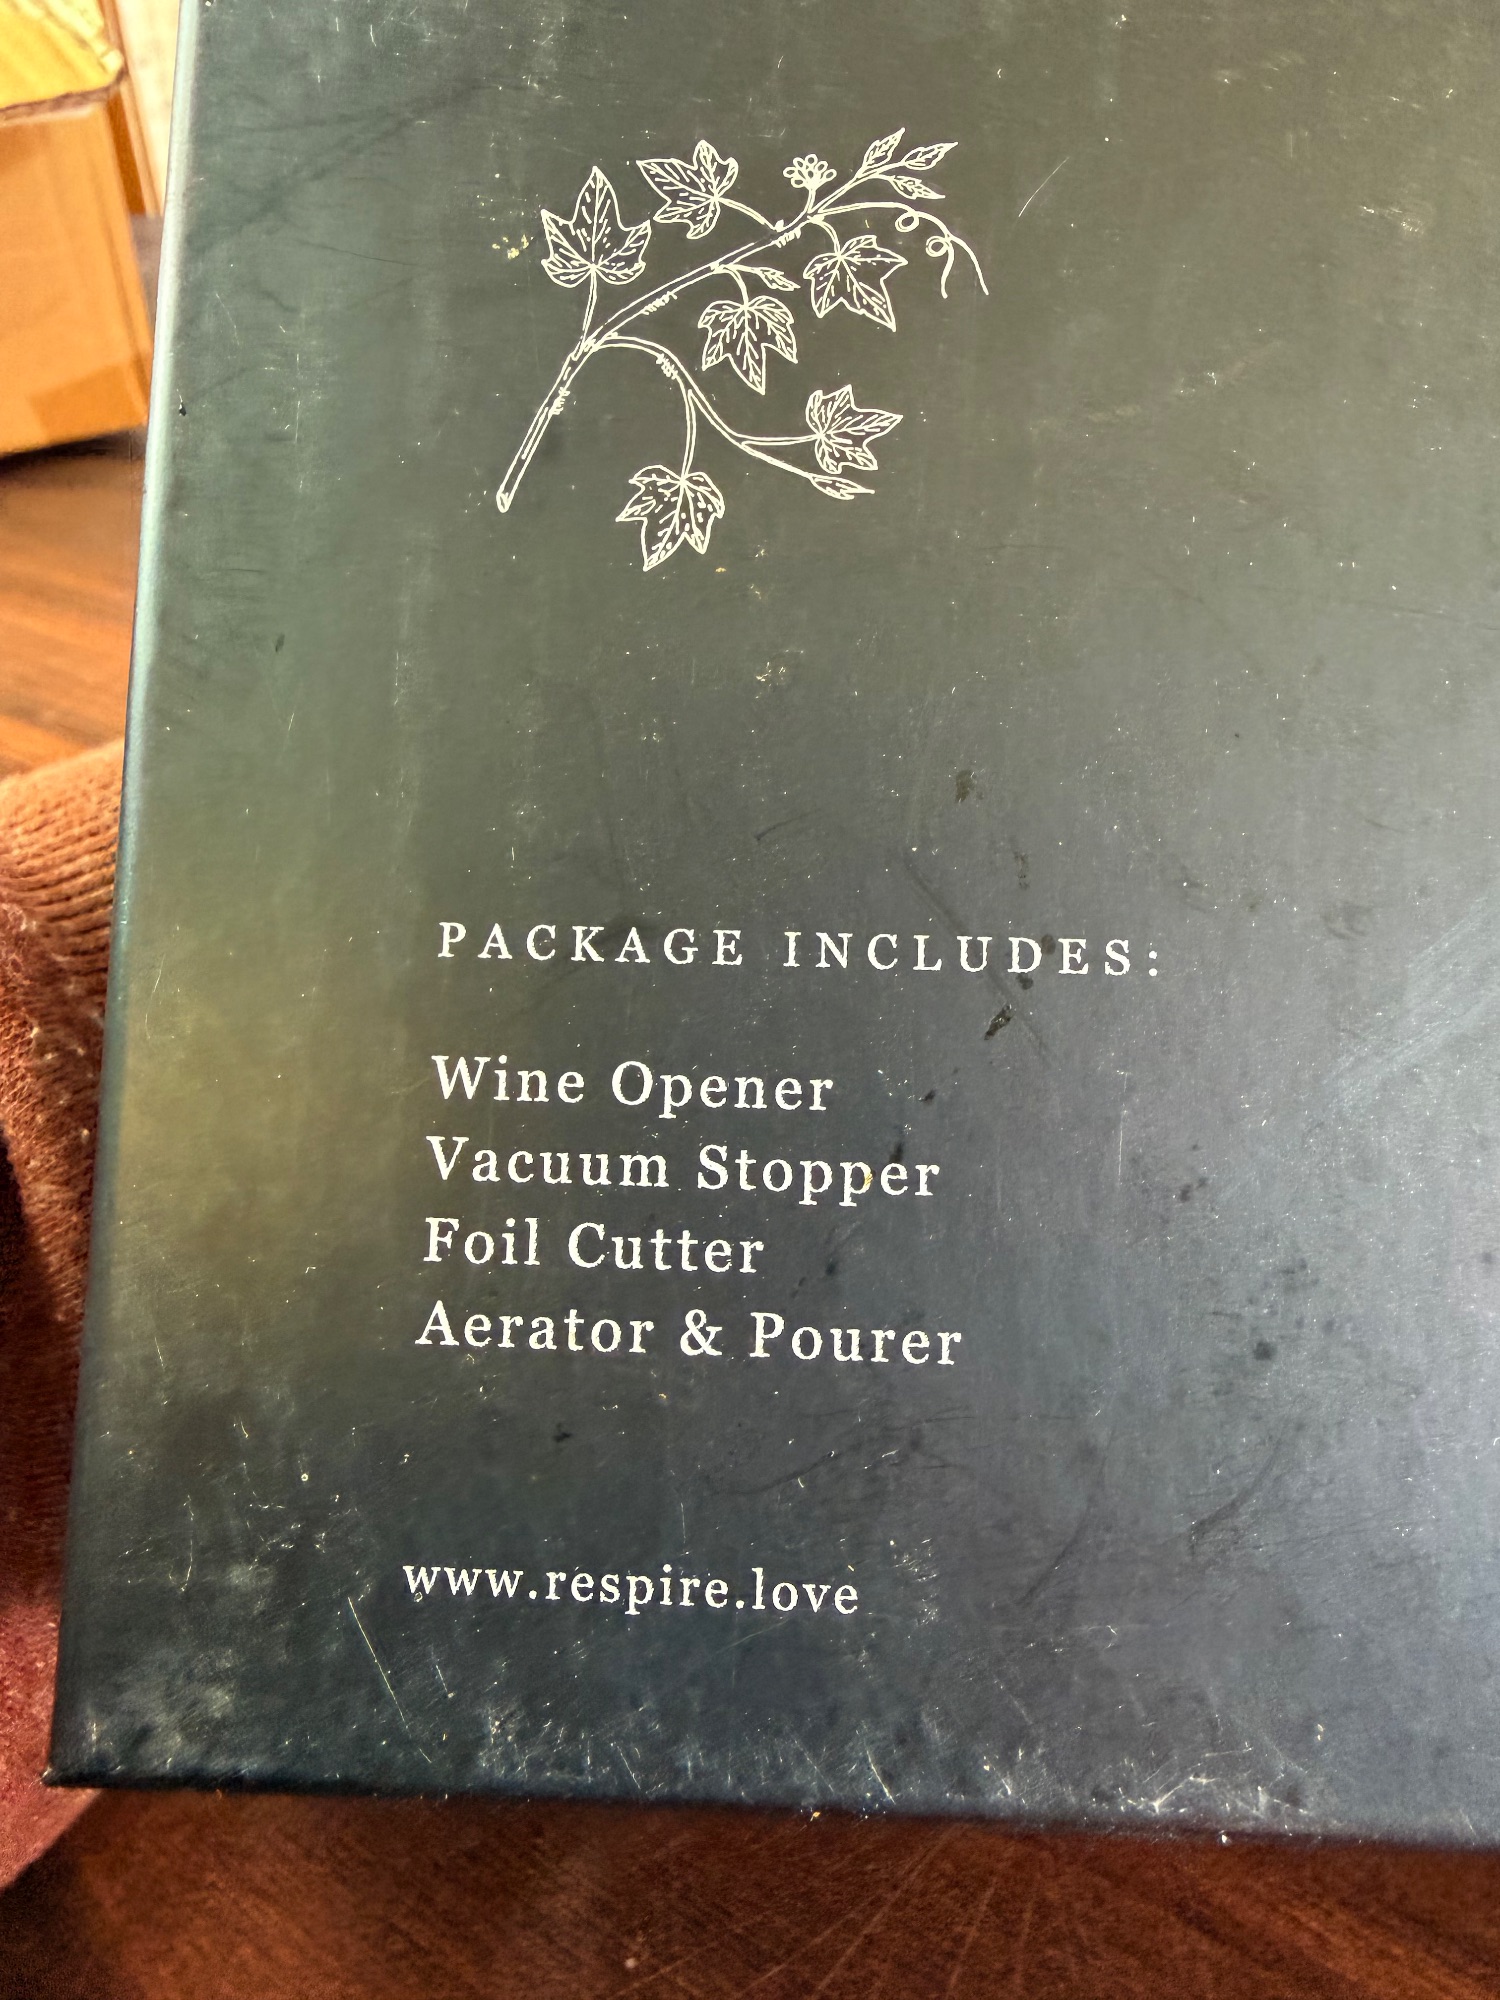 PACKAGE INCLUDES:
Wine Opener
Vacuum Stopper
Foil Cutter
Aerator & Pourer
www.respire.love